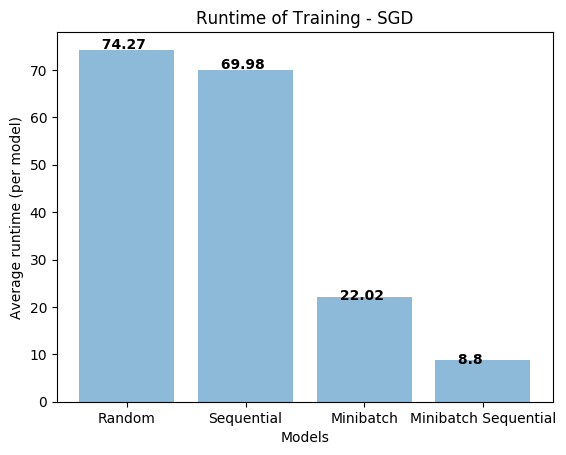 Runtime of Training - SGD
Average runtime (per model)
70
60
50
40
30
20
10
0
74.27
69.98
22.02
8.8
Random
Sequential
Minibatch
Minibatch Sequential
Models